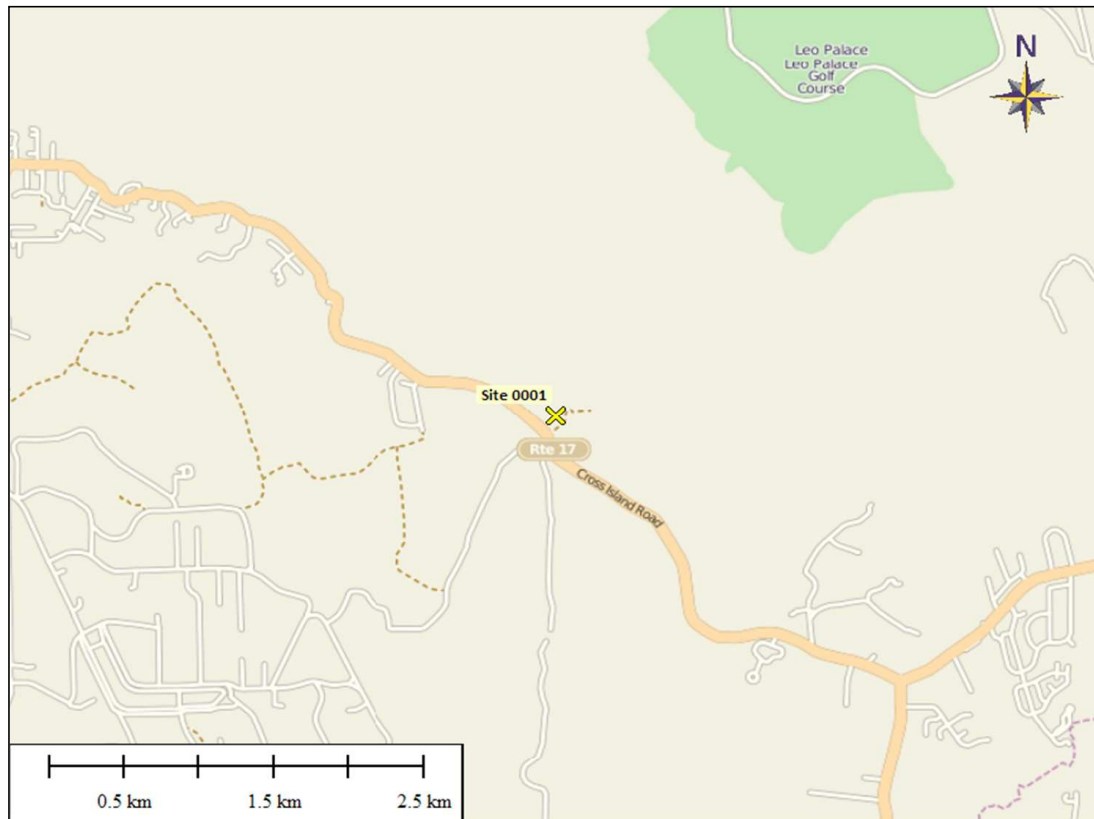 Leo Palace
Leo Palace
Golf
Course
N
Site 0001
Rte 17
Cross Island Road
0.5 km
1.5 km
2.5 km